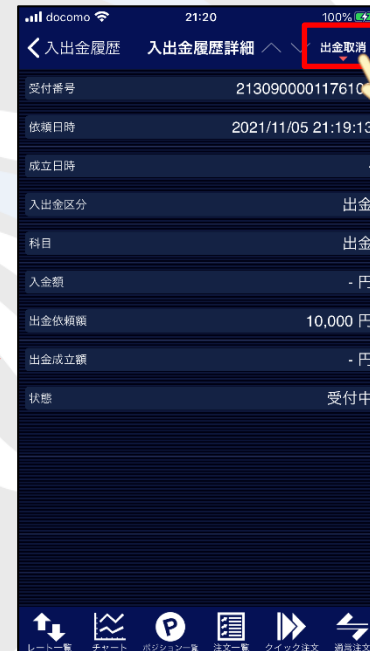 docomo 21:20 100%
入出金履歴 入出金履歴詳細 出金取消
受付番号
依頼日時 2021/11/05 21:19:13
成立日時 -
入出金区分 出金
科目 出金
入金額 - 円
出金依頼額 10,000 円
出金成立額 - 円
状態 受付中
レート一覧 チャート ポジション一覧 注文一覧 クイック注文 通常注文